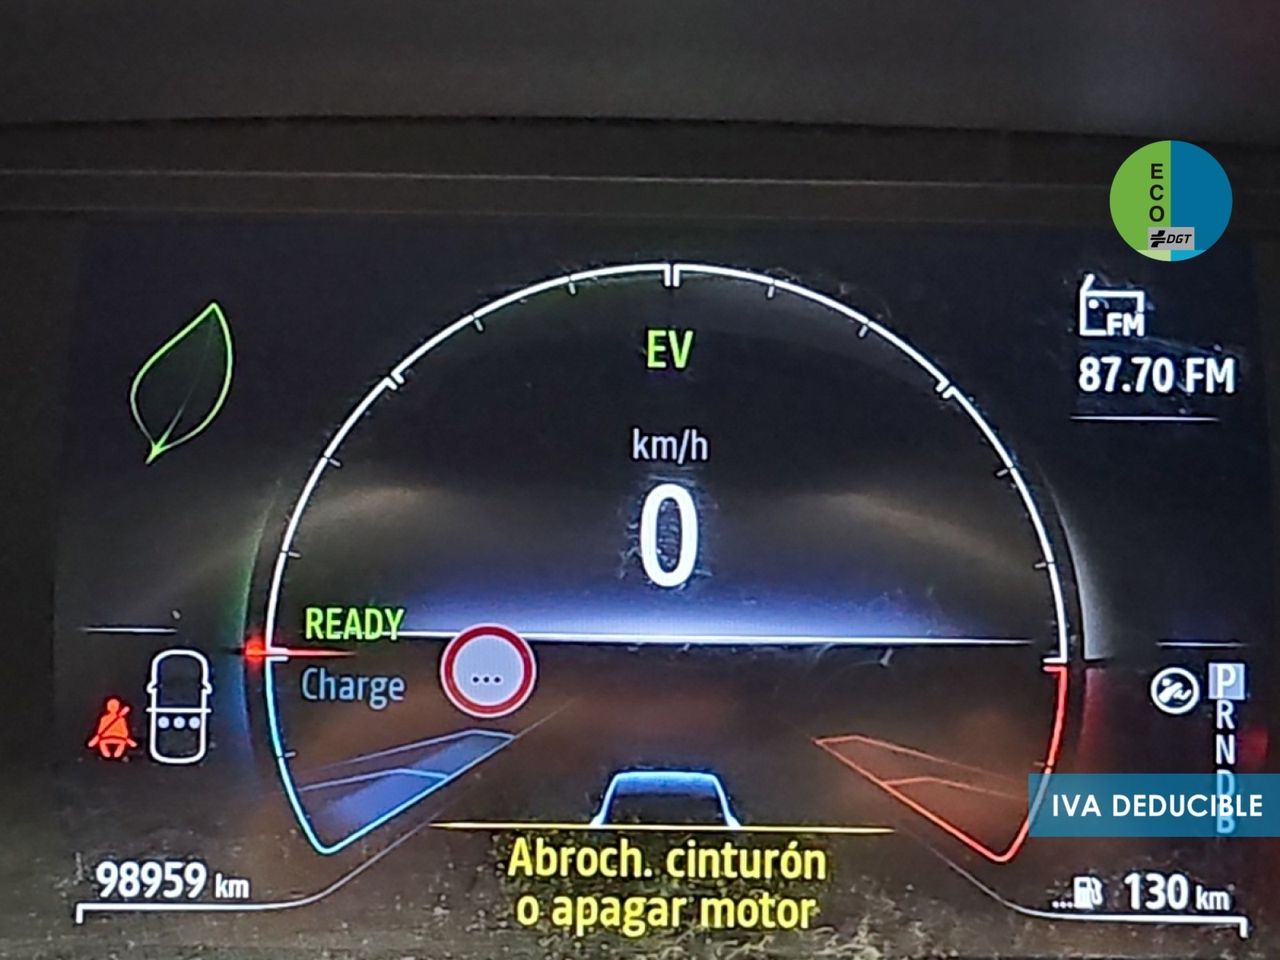 ECO
DGT
FM
87.70 FM
EV
km/h
0
READY
Charge
...
P
R
N
D
B
IVA DEDUCIBLE
Abroch. cinturón
o apagar motor
98959 km
...130 km